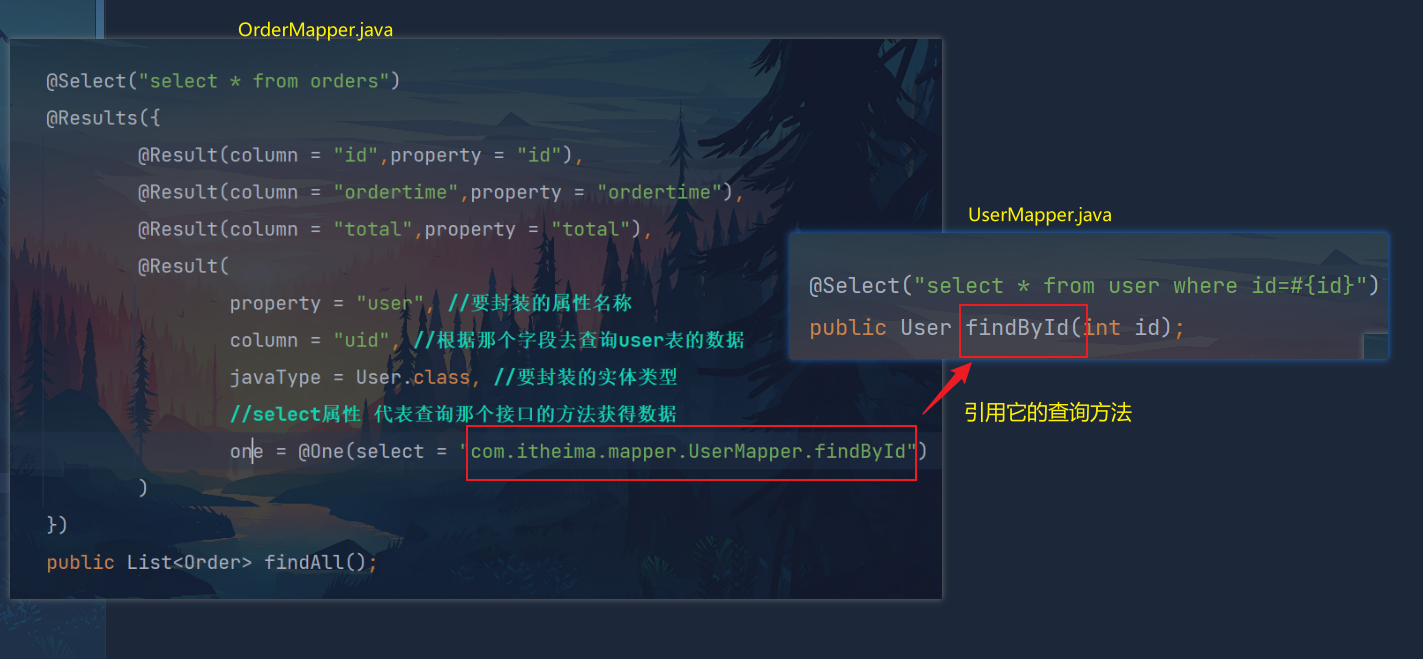 OrderMapper.java
@Select("select * from orders")
@Results({
@Result(column = "id",property = "id"),
@Result(column = "ordertime",property = "ordertime"),
@Result(column = "total",property = "total"),
@Result(
property = "user", //要封装的属性名称
column = "uid", //根据那个字段去查询user表的数据
javaType = User.class, //要封装的实体类型
//select属性 代表查询那个接口的方法获得数据
one = @One(select = "com.itheima.mapper.UserMapper.findById")
)
})
public List<Order> findAll();
UserMapper.java
@Select("select * from user where id=#{id}")
public User findById(int id);
引用它的查询方法